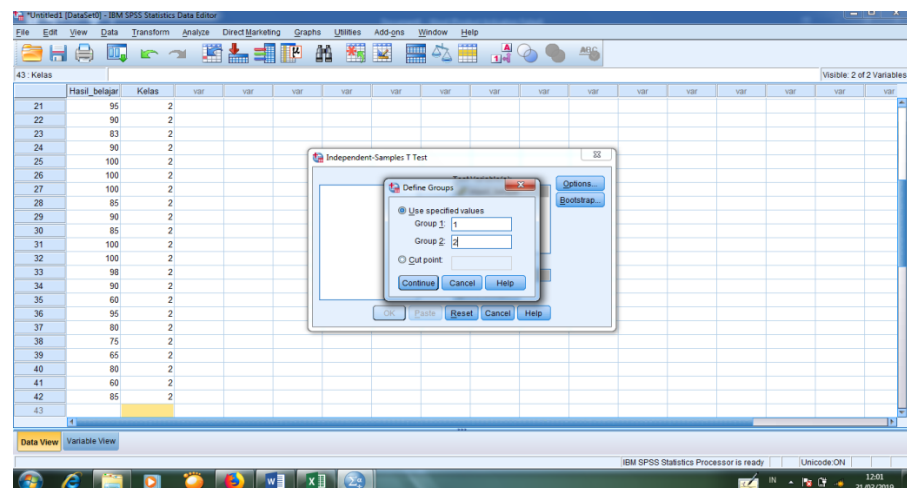 *Untitled1 [DataSet0] - IBM SPSS Statistics Data Editor
File Edit View Data Transform Analyze Direct Marketing Graphs Utilities Add-ons Window Help
43 : Kelas
Visible: 2 of 2 Variables
Hasil_belajar Kelas var var var var var var var var var var var var var var
21 95 2
22 90 2
23 83 2
24 90 2
25 100 2
26 100 2
27 100 2
28 85 2
29 90 2
30 85 2
31 100 2
32 100 2
33 98 2
34 90 2
35 60 2
36 95 2
37 80 2
38 75 2
39 65 2
40 80 2
41 60 2
42 85 2
43
Independent-Samples T Test
Options...
Bootstrap...
Define Groups
Use specified values
Group 1: 1
Group 2: 2
Cut point:
Continue Cancel Help
OK Paste Reset Cancel Help
Data View Variable View
IBM SPSS Statistics Processor is ready Unicode:ON
IN 12:01
21/03/2019